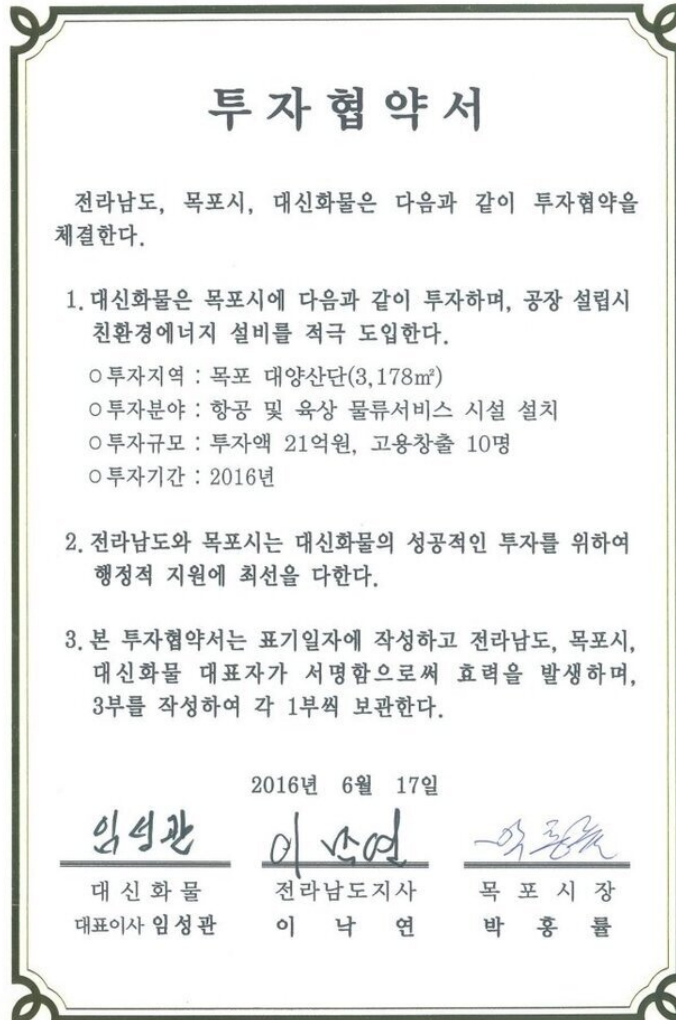 투자협약서
전라남도, 목포시, 대신화물은 다음과 같이 투자협약을
체결한다.
1. 대신화물은 목포시에 다음과 같이 투자하며, 공장 설립시
친환경에너지 설비를 적극 도입한다.
○투자지역 : 목포 대양산단(3,178㎡)
○투자분야 : 항공 및 육상 물류서비스 시설 설치
○투자규모 : 투자액 21억원, 고용창출 10명
○투자기간 : 2016년
2. 전라남도와 목포시는 대신화물의 성공적인 투자를 위하여
행정적 지원에 최선을 다한다.
3. 본 투자협약서는 표기일자에 작성하고 전라남도, 목포시,
대신화물 대표자가 서명함으로써 효력을 발생하며,
3부를 작성하여 각 1부씩 보관한다.
2016년 6월 17일
임성관 이낙연 박홍률
대신화물 전라남도지사 목포시장
대표이사 임성관 이낙연 박홍률